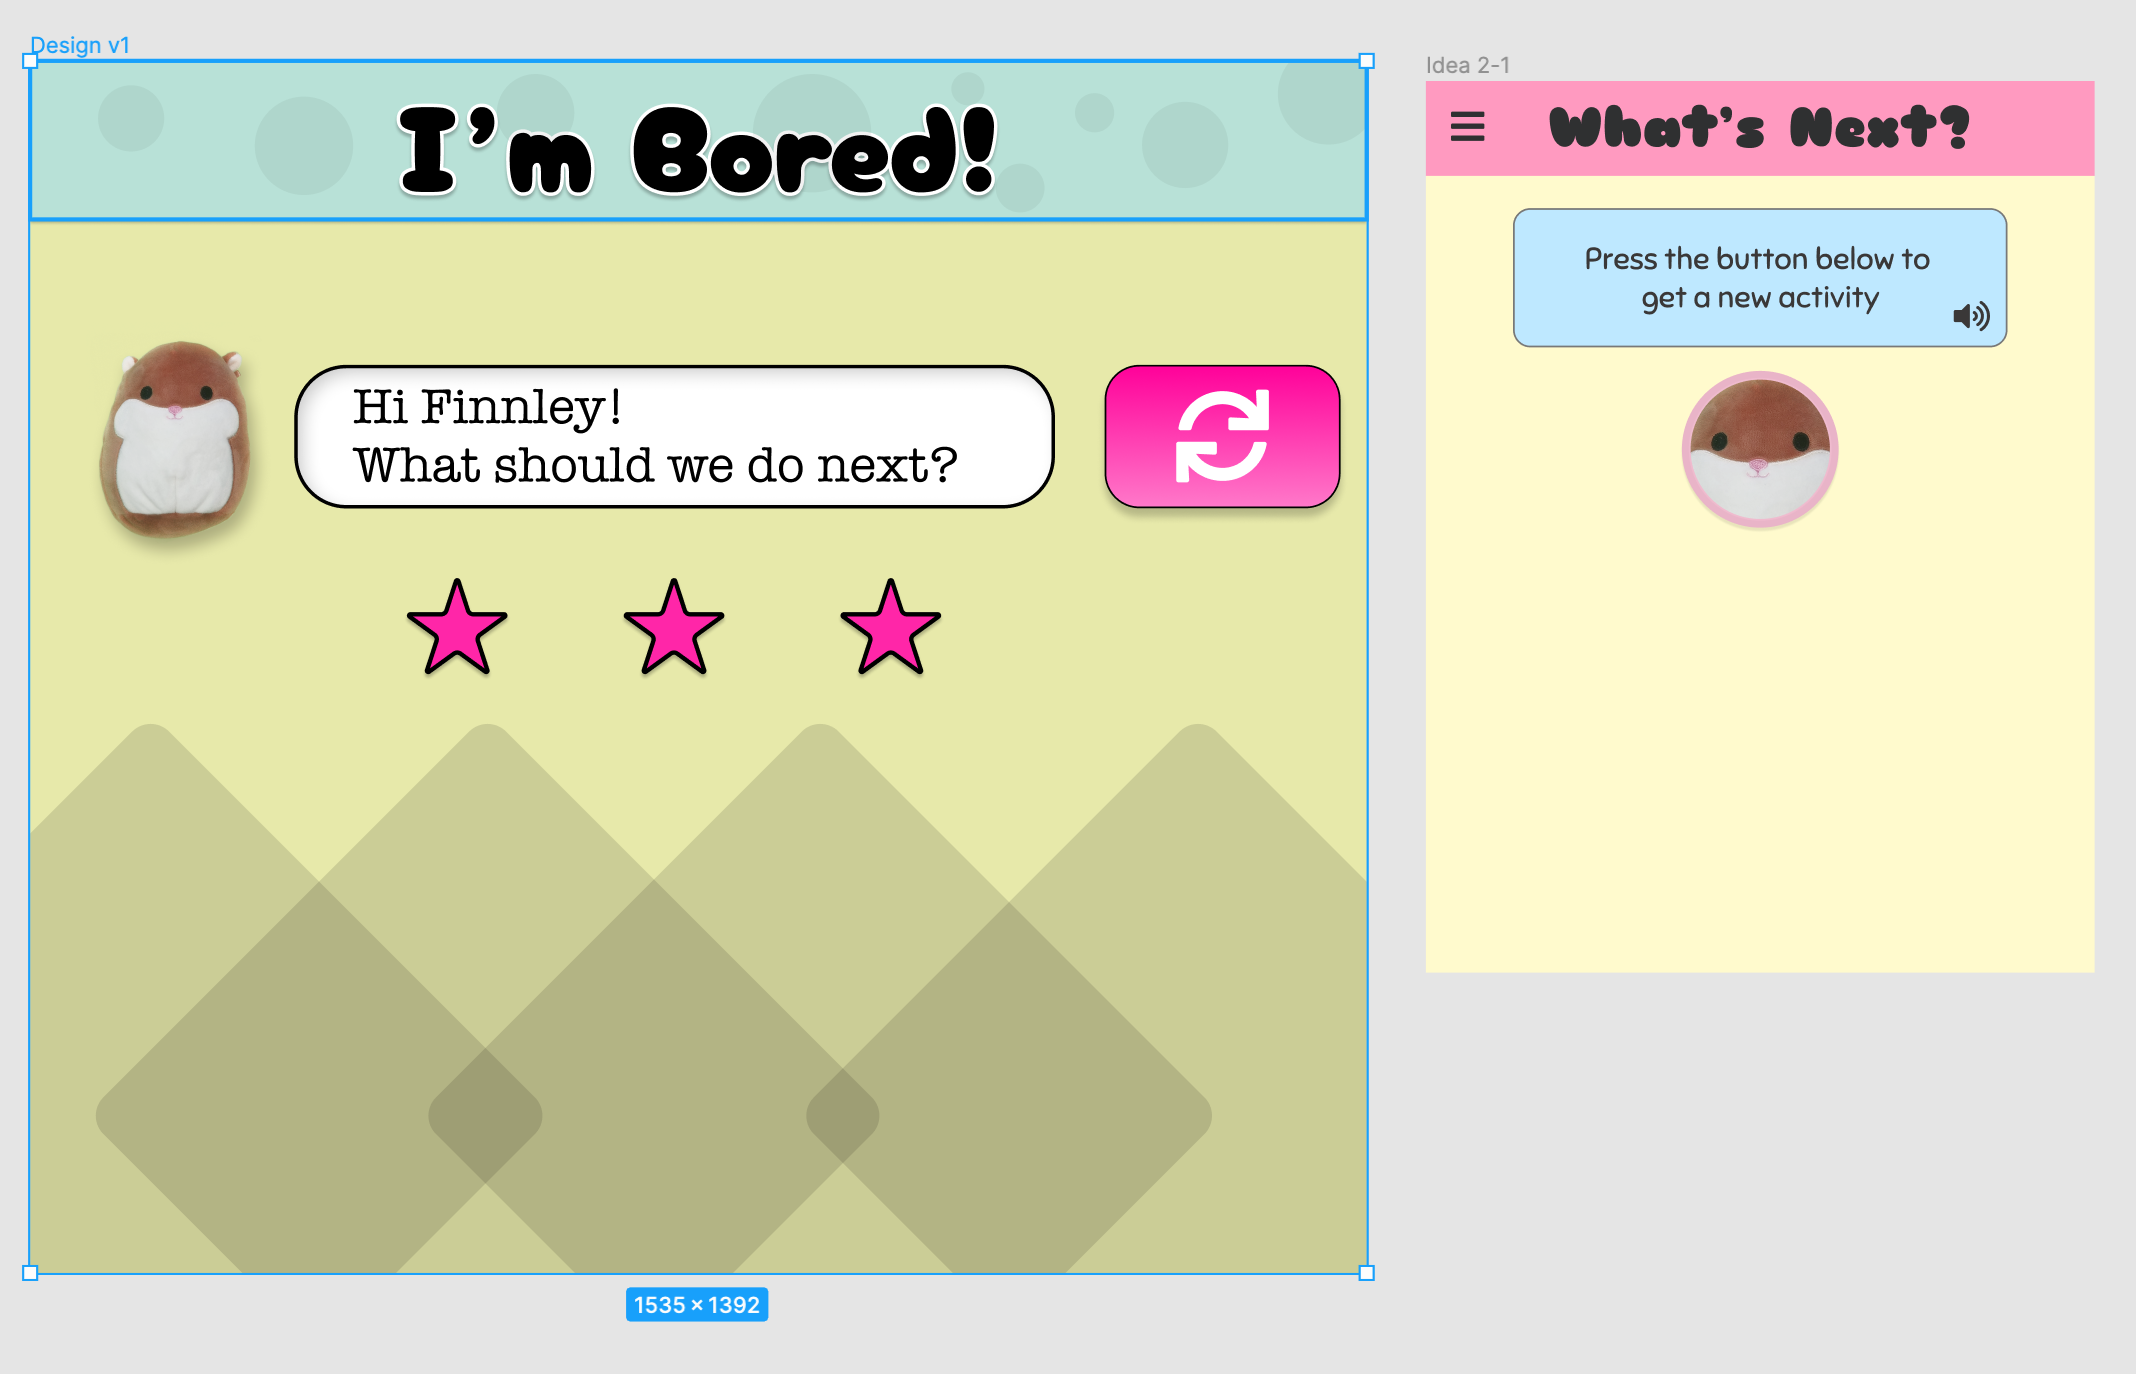 Design v1
I'm Bored!
Hi Finnley!
What should we do next?
1535 × 1392
Idea 2-1
What's Next?
Press the button below to
get a new activity